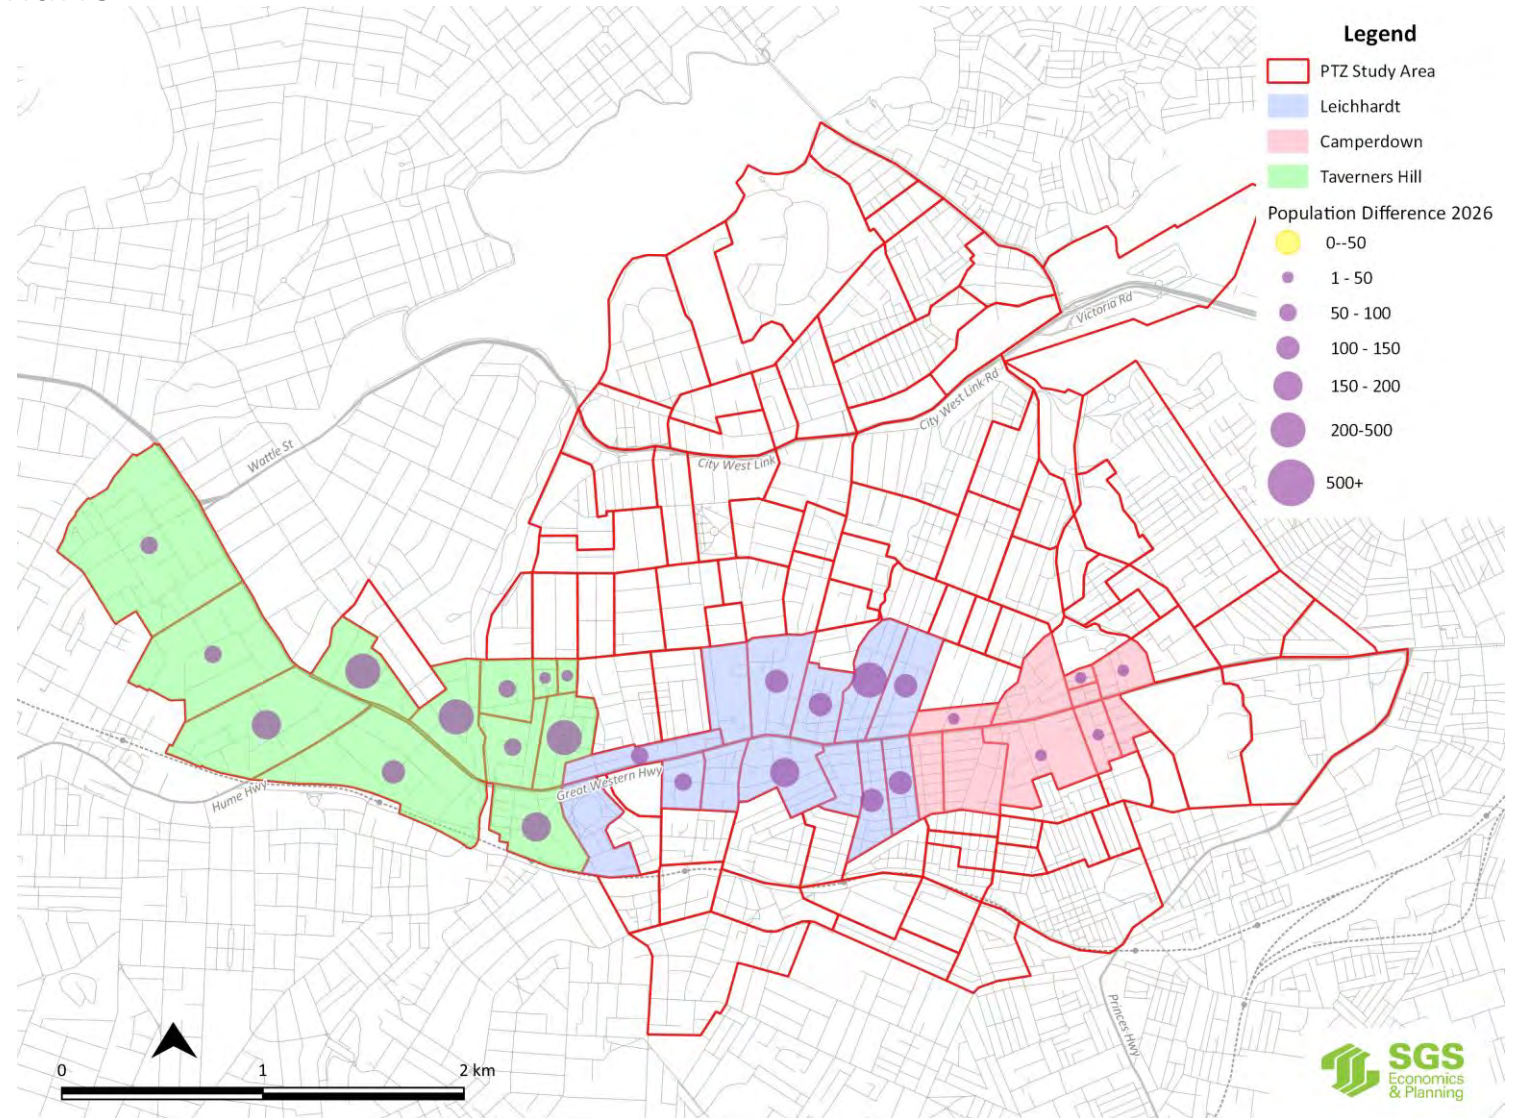 Legend
PTZ Study Area
Leichhardt
Camperdown
Taverners Hill
Population Difference 2026
0--50
1 - 50
50 - 100
100 - 150
150 - 200
200-500
500+
Victoria Rd
City West Link Rd
Wattle St
City West Link
Great Western Hwy
Hume Hwy
Princes Hwy
0 1 2 km
SGS
Economics
& Planning